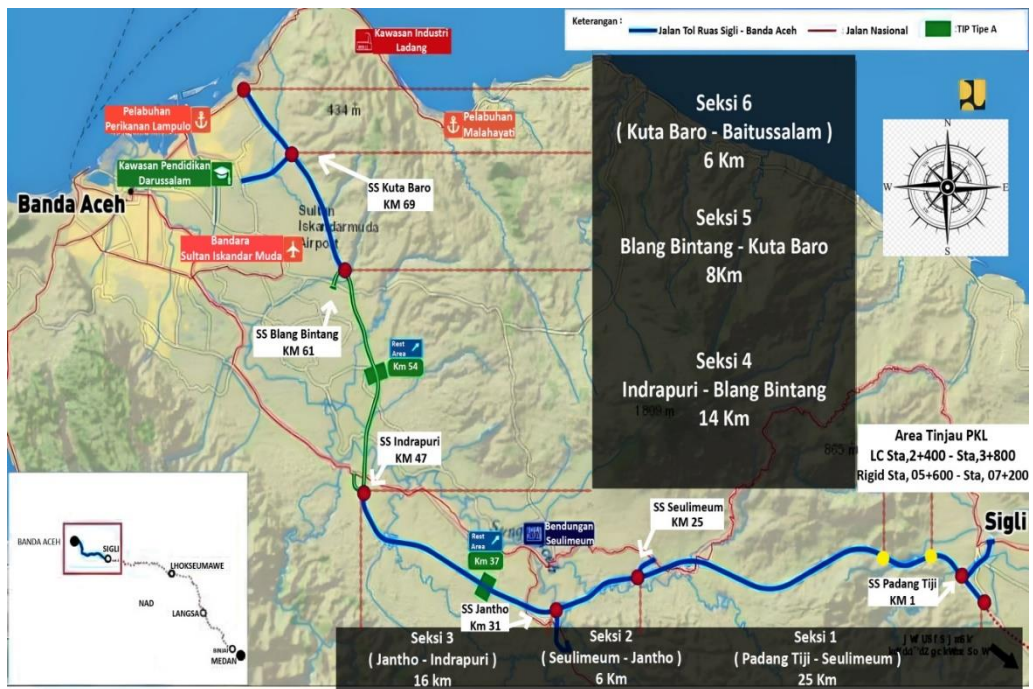 Keterangan :
Jalan Tol Ruas Sigli - Banda Aceh
: Jalan Nasional
:TIP Tipe A
Kawasan Industri
Ladang
434 m
Pelabuhan
Perikanan Lampulo
Pelabuhan
Malahayati
Kawasan Pendidikan
Darussalam
Banda Aceh
SS Kuta Baro
KM 69
Sultan
Iskandarmuda
Airport
Bandara
Sultan Iskandar Muda
SS Blang Bintang
KM 61
Rest
Area
Km 54
SS Indrapuri
KM 47
Seksi 6
( Kuta Baro - Baitussalam )
6 Km
Seksi 5
Blang Bintang - Kuta Baro
8Km
Seksi 4
Indrapuri - Blang Bintang
14 Km
1809 m
865 m
N
W
E
S
Area Tinjau PKL
LC Sta,2+400 - Sta,3+800
Rigid Sta, 05+600 - Sta, 07+200
Sigli
SS Seulimeum
KM 25
Bendungan
Seulimeum
Rest
Area
Km 37
SS Jantho
Km 31
SS Padang Tiji
KM 1
BANDA ACEH
SIGLI
LHOKSEUMAWE
NAD
LANGSA
BINJAI
MEDAN
Seksi 3
( Jantho - Indrapuri )
16 km
Seksi 2
(Seulimeum - Jantho)
6 Km
Seksi 1
(Padang Tiji - Seulimeum)
25 Km